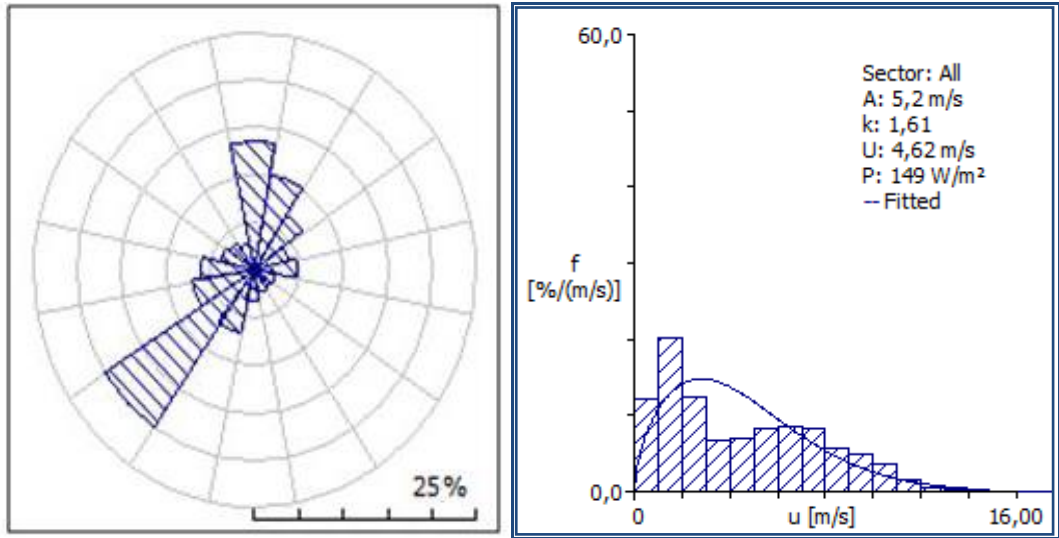 25%
60,0
Sector: All
A: 5,2 m/s
k: 1,61
U: 4,62 m/s
P: 149 W/m²
-- Fitted
f
[%/(m/s)]
0,0
0
u [m/s]
16,00